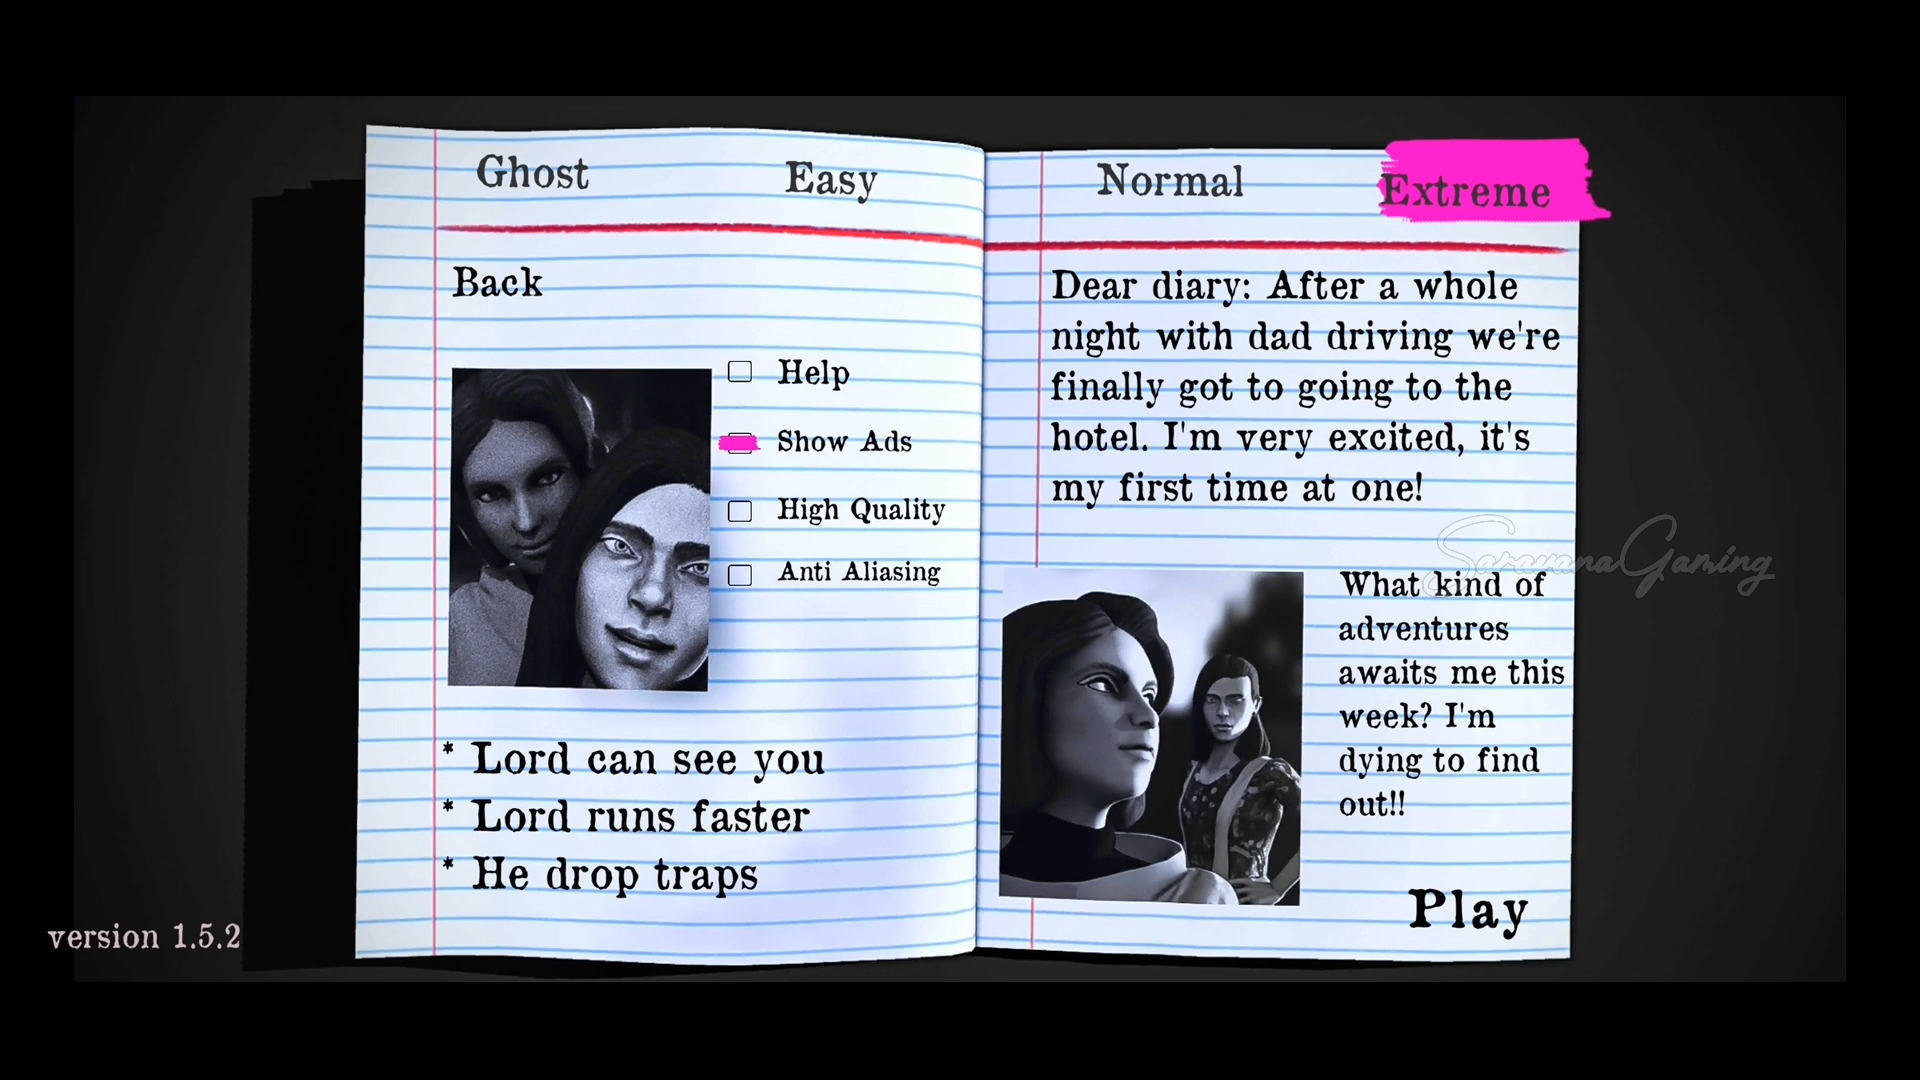 Ghost
Easy
Normal
Extreme
Back
Help
Show Ads
High Quality
Anti Aliasing
* Lord can see you
* Lord runs faster
* He drop traps
Dear diary: After a whole
night with dad driving we're
finally got to going to the
hotel. I'm very excited, it's
my first time at one!
SaravanaGaming
What kind of
adventures
awaits me this
week? I'm
dying to find
out!!
Play
version 1.5.2